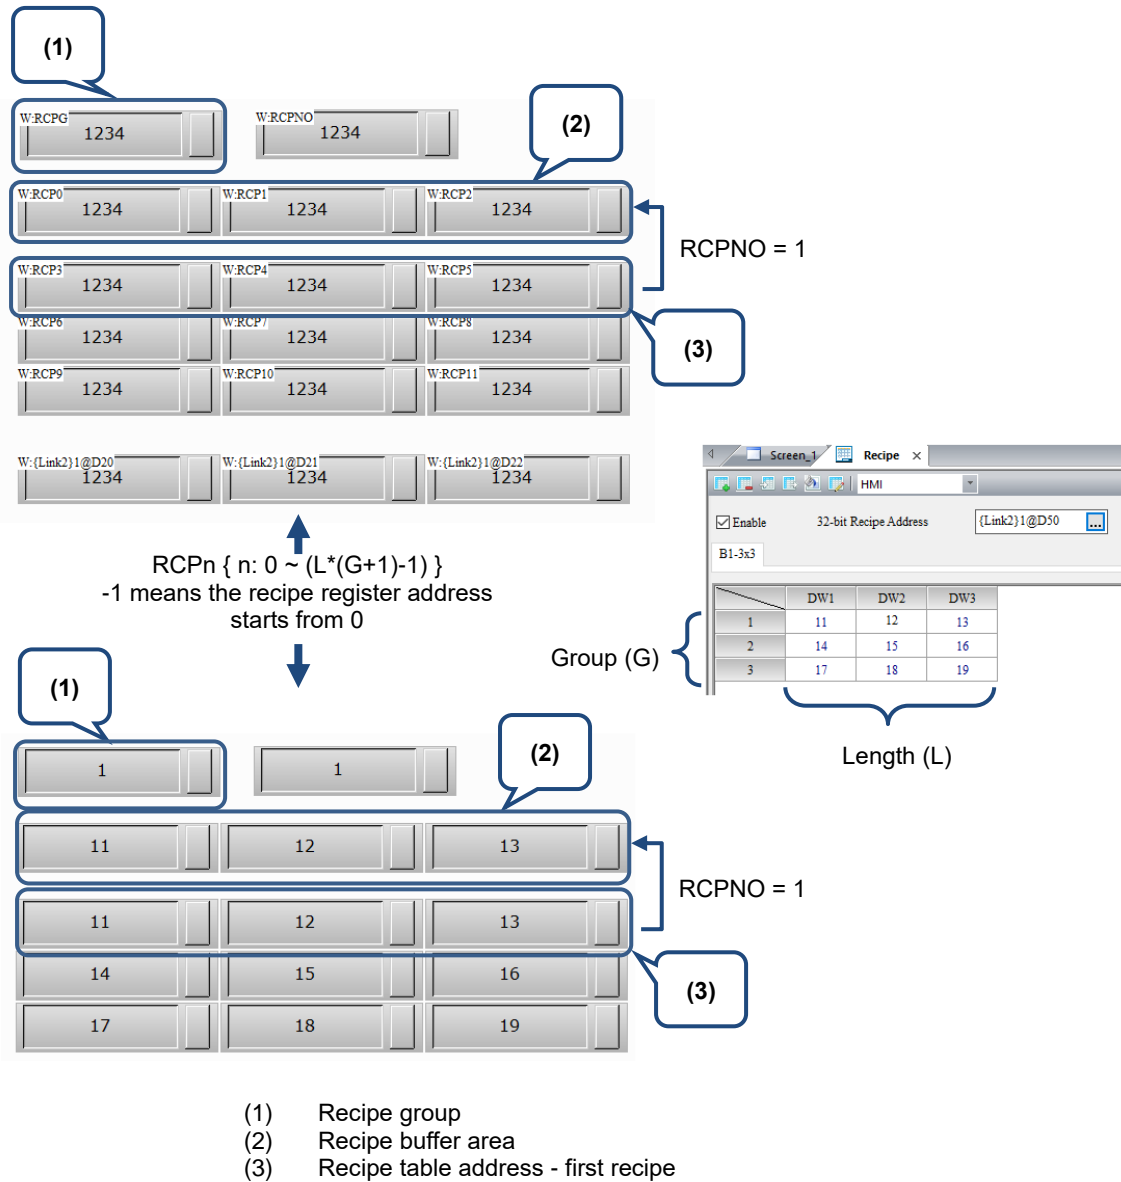 (1)
W:RCPG
1234
W:RCPNO
1234
(2)
W:RCP0
1234
W:RCP1
1234
W:RCP2
1234
RCPNO = 1
W:RCP3
1234
W:RCP4
1234
W:RCP5
1234
W:RCP6
1234
W:RCP7
1234
W:RCP8
1234
(3)
W:RCP9
1234
W:RCP10
1234
W:RCP11
1234
W:{Link2}1@D20
1234
W:{Link2}1@D21
1234
W:{Link2}1@D22
1234
Screen_1
Recipe
HMI
Enable
32-bit Recipe Address
{Link2}1@D50
...
B1-3x3
DW1 DW2 DW3
1 11 12 13
2 14 15 16
3 17 18 19
Group (G)
Length (L)
RCPn { n: 0 ~ (L*(G+1)-1) }
-1 means the recipe register address
starts from 0
(1)
1
1
(2)
11 12 13
RCPNO = 1
11 12 13
14 15 16
(3)
17 18 19
(1) Recipe group
(2) Recipe buffer area
(3) Recipe table address - first recipe